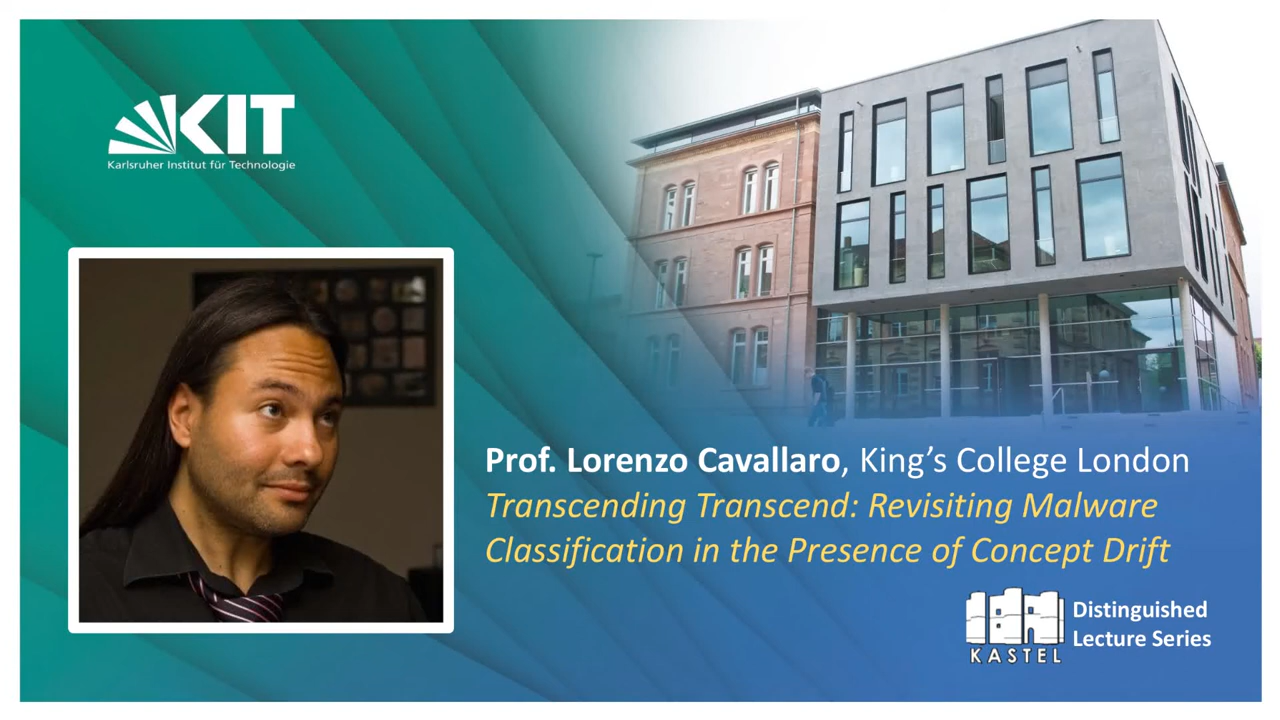 KIT
Karlsruher Institut für Technologie
Prof. Lorenzo Cavallaro, King’s College London
Transcending Transcend: Revisiting Malware
Classification in the Presence of Concept Drift
Distinguished
Lecture Series
KASTEL